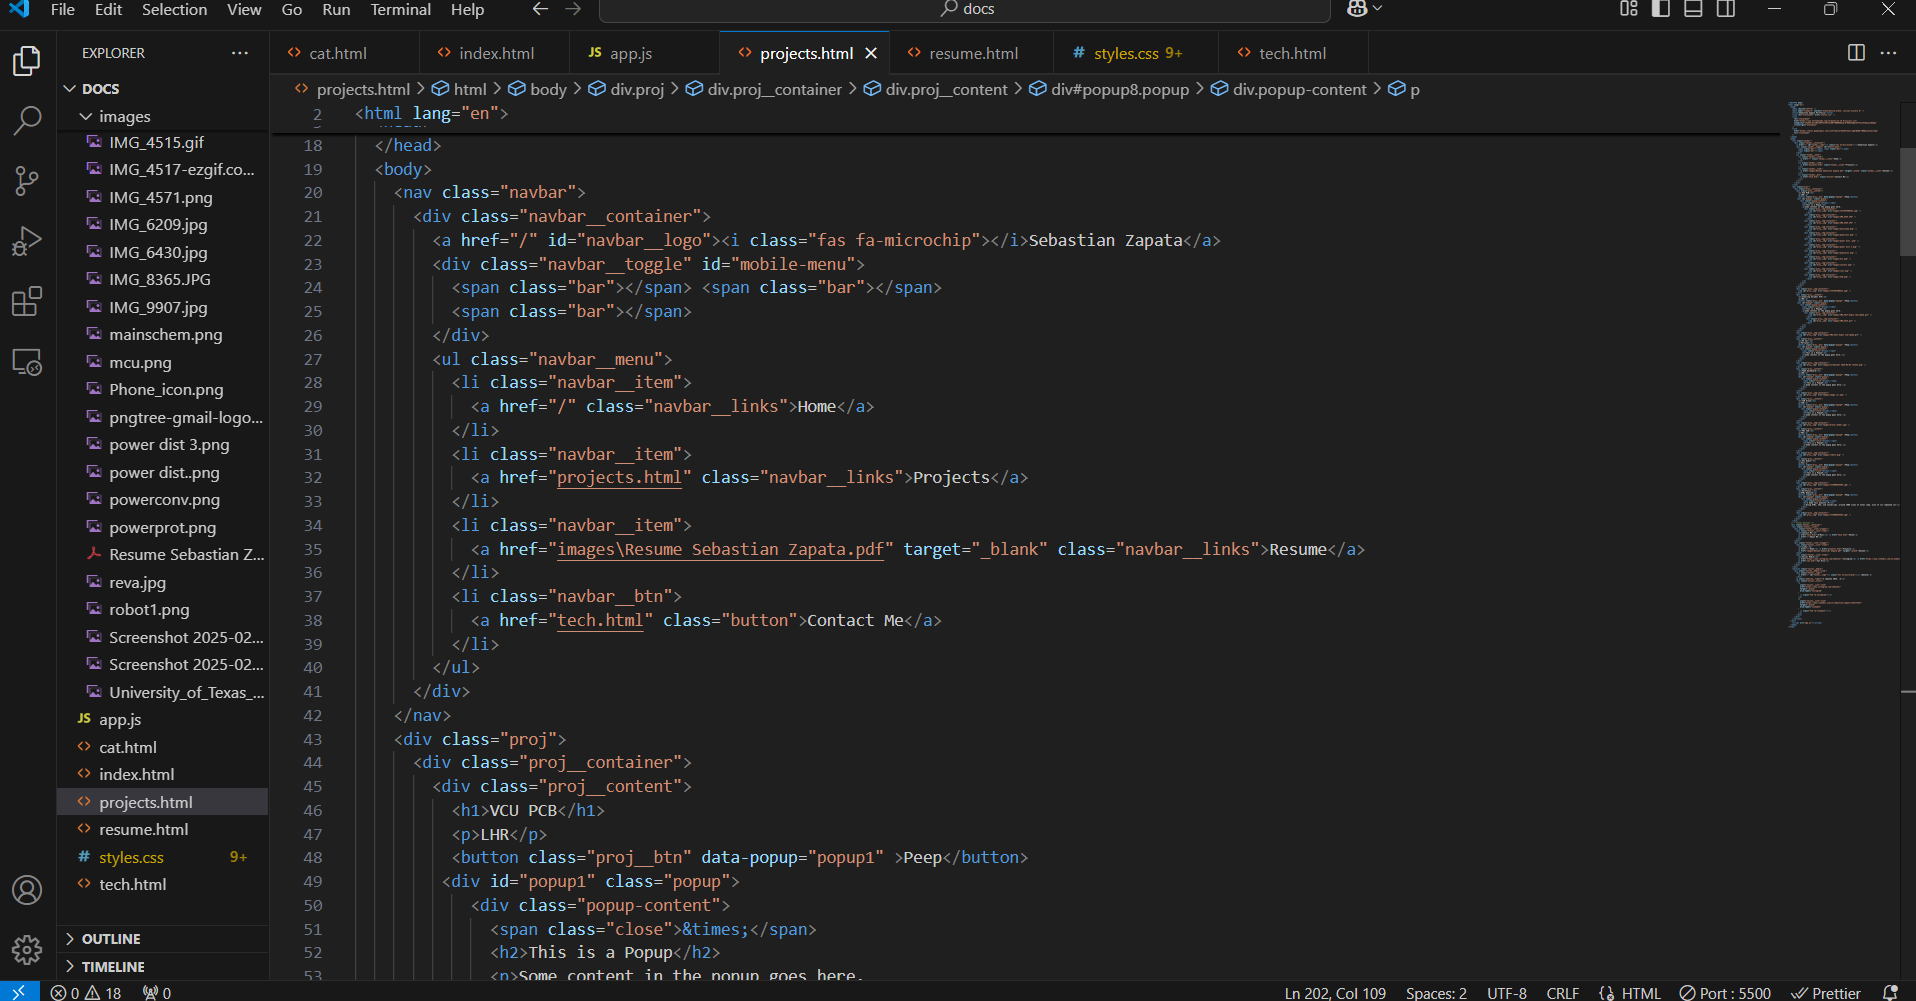 File Edit Selection View Go Run Terminal Help
docs
EXPLORER
DOCS
images
IMG_4515.gif
IMG_4517-ezgif.co...
IMG_4571.png
IMG_6209.jpg
IMG_6430.jpg
IMG_8365.JPG
IMG_9907.jpg
mainschem.png
mcu.png
Phone_icon.png
pngtree-gmail-logo...
power dist 3.png
power dist..png
powerconv.png
powerprot.png
Resume Sebastian Z...
reva.jpg
robot1.png
Screenshot 2025-02...
Screenshot 2025-02...
University_of_Texas_...
JS app.js
cat.html
index.html
projects.html
resume.html
# styles.css 9+
tech.html
OUTLINE
TIMELINE
cat.html index.html JS app.js projects.html resume.html # styles.css 9+ tech.html
projects.html > html > body > div.proj > div.proj__container > div.proj__content > div#popup8.popup > div.popup-content > p
2 <html lang="en">
18 </head>
19 <body>
20 <nav class="navbar">
21 <div class="navbar__container">
22 <a href="/" id="navbar__logo"><i class="fas fa-microchip"></i>Sebastian Zapata</a>
23 <div class="navbar__toggle" id="mobile-menu">
24 <span class="bar"></span> <span class="bar"></span>
25 <span class="bar"></span>
26 </div>
27 <ul class="navbar__menu">
28 <li class="navbar__item">
29 <a href="/" class="navbar__links">Home</a>
30 </li>
31 <li class="navbar__item">
32 <a href="projects.html" class="navbar__links">Projects</a>
33 </li>
34 <li class="navbar__item">
35 <a href="images\Resume Sebastian Zapata.pdf" target="_blank" class="navbar__links">Resume</a>
36 </li>
37 <li class="navbar__btn">
38 <a href="tech.html" class="button">Contact Me</a>
39 </li>
40 </ul>
41 </div>
42 </nav>
43 <div class="proj">
44 <div class="proj__container">
45 <div class="proj__content">
46 <h1>VCU PCB</h1>
47 <p>LHR</p>
48 <button class="proj__btn" data-popup="popup1" >Peep</button>
49 <div id="popup1" class="popup">
50 <div class="popup-content">
51 <span class="close">&times;</span>
52 <h2>This is a Popup</h2>
53 <p>Some content in the popup goes here.
0 18 0
Ln 202, Col 109 Spaces: 2 UTF-8 CRLF {} HTML Port : 5500 Prettier